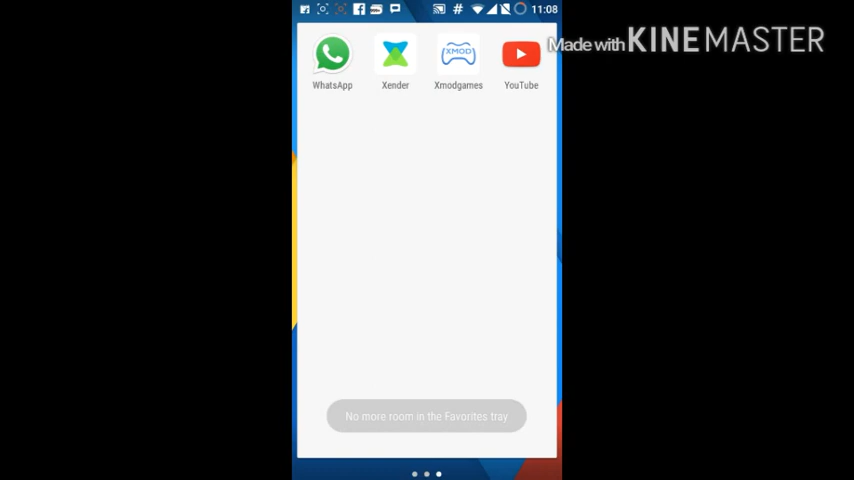 11:08
Made with KINEMASTER
XMOD
WhatsApp Xender Xmodgames YouTube
No more room in the Favorites tray